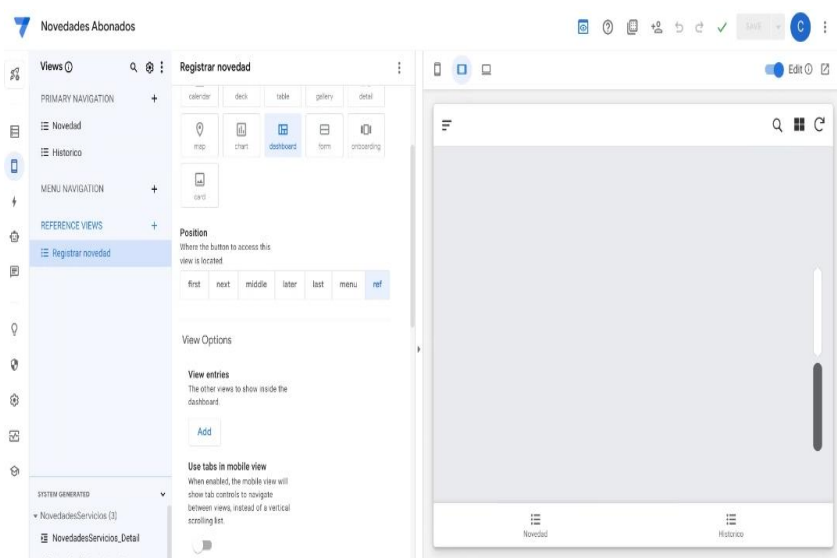 Novedades Abonados
SAVE
C
Views
Registrar novedad
Edit
PRIMARY NAVIGATION
Novedad
Historico
MENU NAVIGATION
REFERENCE VIEWS
Registrar novedad
calendar deck table gallery detail
map chart dashboard form onboarding
card
Position
Where the button to access this
view is located.
first next middle later last menu ref
View Options
View entries
The other views to show inside the
dashboard.
Add
Use tabs in mobile view
When enabled, the mobile view will
show tab controls to navigate
between views, instead of a vertical
scrolling list.
SYSTEM GENERATED
NovedadesServicios (3)
NovedadesServicios_Detail
Novedad Historico